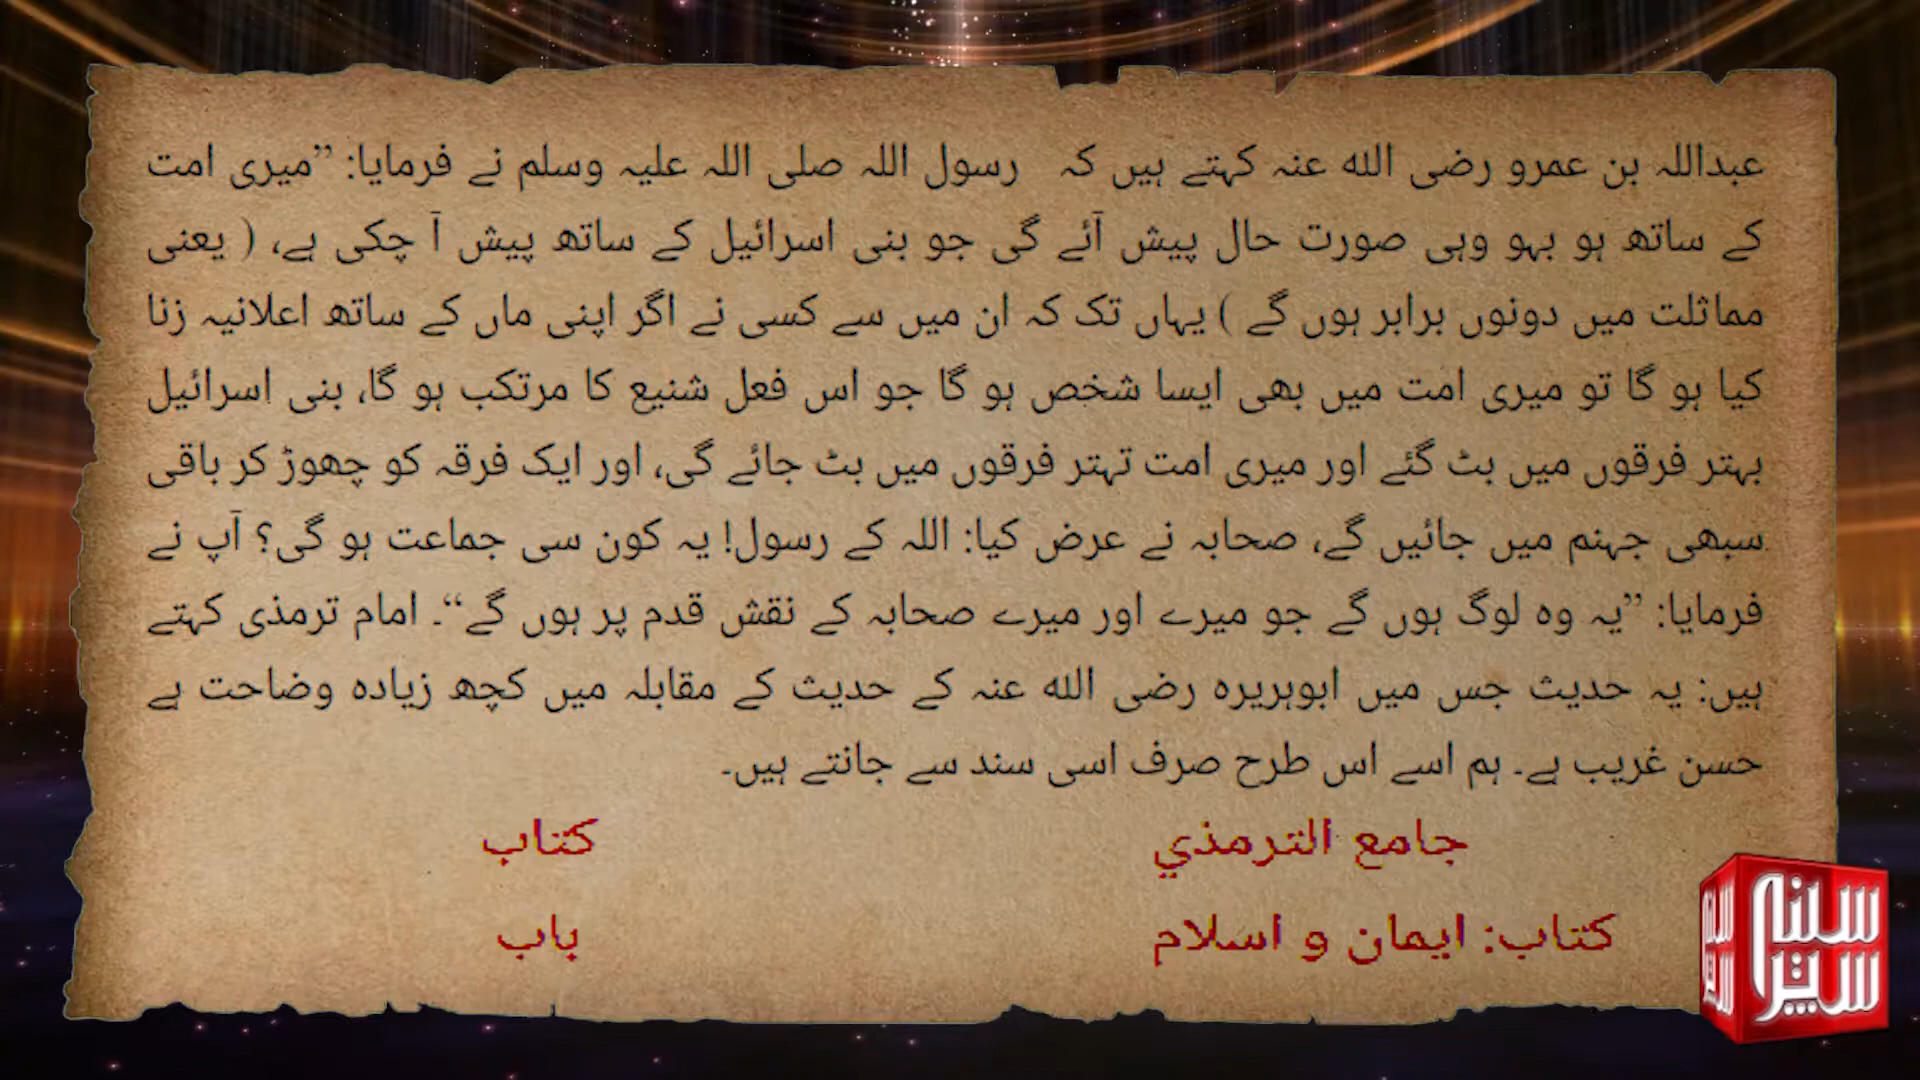 عبداللہ بن عمرو رضی الله عنہ کہتے ہیں کہ رسول اللہ صلی اللہ علیہ وسلم نے فرمایا: ”میری امت
کے ساتھ ہو بہو وہی صورت حال پیش آئے گی جو بنی اسرائیل کے ساتھ پیش آ چکی ہے، ( یعنی
مماثلت میں دونوں برابر ہوں گے ) یہاں تک کہ ان میں سے کسی نے اگر اپنی ماں کے ساتھ اعلانیہ زنا
کیا ہو گا تو میری امت میں بھی ایسا شخص ہو گا جو اس فعل شنیع کا مرتکب ہو گا، بنی اسرائیل
بہتر فرقوں میں بٹ گئے اور میری امت تہتر فرقوں میں بٹ جائے گی، اور ایک فرقہ کو چھوڑ کر باقی
سبھی جہنم میں جائیں گے، صحابہ نے عرض کیا: اللہ کے رسول! یہ کون سی جماعت ہو گی؟ آپ نے
فرمایا: ”یہ وہ لوگ ہوں گے جو میرے اور میرے صحابہ کے نقش قدم پر ہوں گے“۔ امام ترمذی کہتے
ہیں: یہ حدیث جس میں ابوہریرہ رضی الله عنہ کے حدیث کے مقابلہ میں کچھ زیادہ وضاحت ہے
حسن غریب ہے۔ ہم اسے اس طرح صرف اسی سند سے جانتے ہیں۔
جامع الترمذي کتاب
کتاب: ایمان و اسلام باب